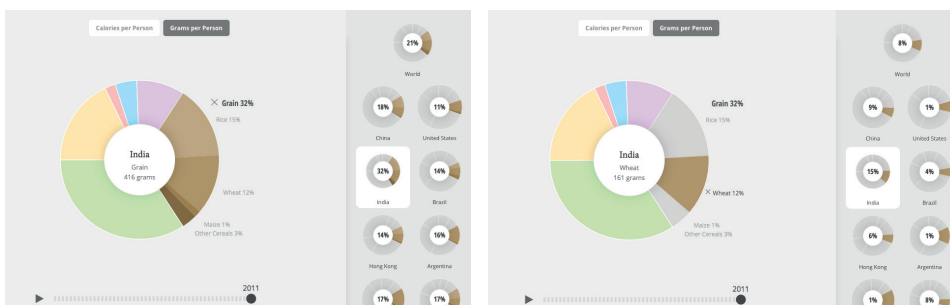 Calories per Person
Grams per Person
21%
World
Grain 32%
Rice 15%
18%
11%
China
United States
India
Grain
416 grams
32%
14%
India
Brazil
Wheat 12%
Maize 1%
Other Cereals 3%
14%
16%
Hong Kong
Argentina
2011
17%
17%
Calories per Person
Grams per Person
8%
World
Grain 32%
Rice 15%
9%
1%
China
United States
India
Wheat
161 grams
15%
4%
India
Brazil
Wheat 12%
Maize 1%
Other Cereals 3%
6%
1%
Hong Kong
Argentina
2011
1%
8%